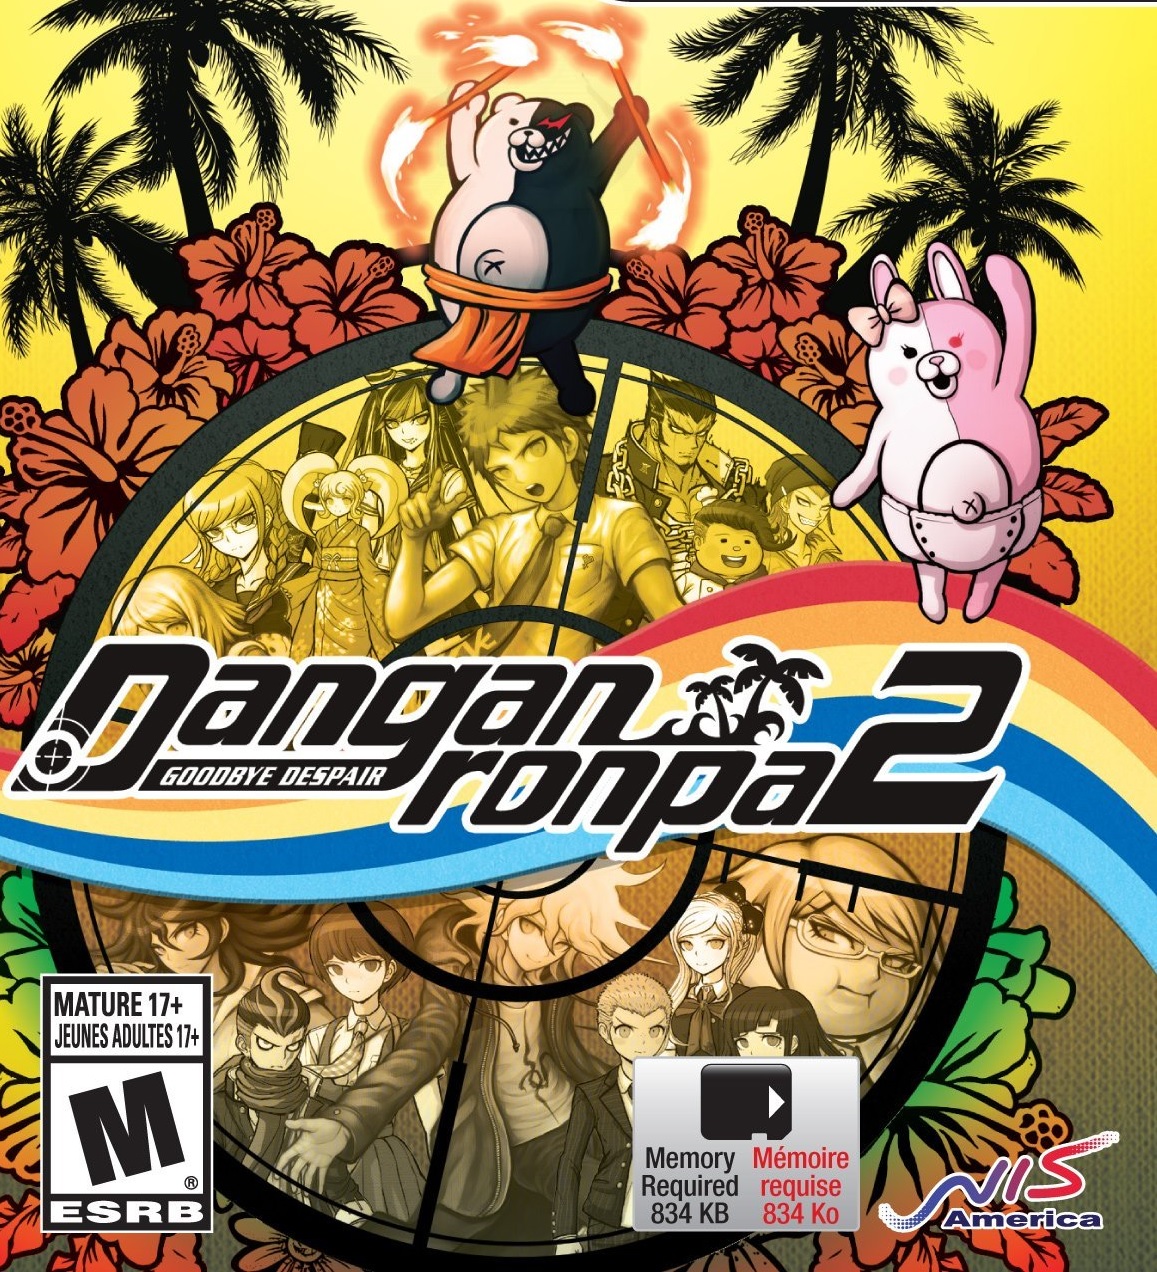 Dangan
ronpa 2
GOODBYE DESPAIR
MATURE 17+
JEUNES ADULTES 17+
M
®
ESRB
Memory
Required
834 KB
Mémoire
requise
834 Ko
NIS
America